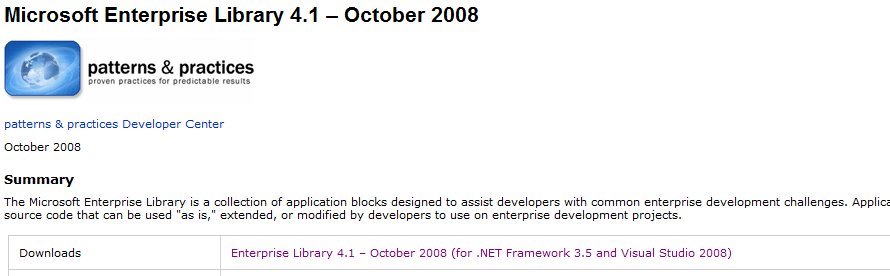 Microsoft Enterprise Library 4.1 – October 2008
patterns & practices
proven practices for predictable results
patterns & practices Developer Center
October 2008
Summary
The Microsoft Enterprise Library is a collection of application blocks designed to assist developers with common enterprise development challenges.
source code that can be used "as is," extended, or modified by developers to use on enterprise development projects.
Downloads
Enterprise Library 4.1 – October 2008 (for .NET Framework 3.5 and Visual Studio 2008)